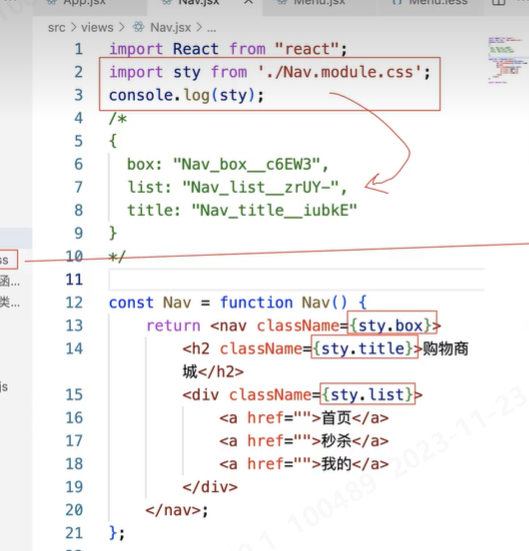 App.jsx Nav.jsx Menu.jsx Menu.less
src > views > Nav.jsx > ...
1 import React from "react";
2 import sty from './Nav.module.css';
3 console.log(sty);
4 /*
5 {
6 box: "Nav_box__c6EW3",
7 list: "Nav_list__zrUY-",
8 title: "Nav_title__iubkE"
9 }
10 */
11
12 const Nav = function Nav() {
13 return <nav className={sty.box}>
14 <h2 className={sty.title}>购物商
城</h2>
15 <div className={sty.list}>
16 <a href="">首页</a>
17 <a href="">秒杀</a>
18 <a href="">我的</a>
19 </div>
20 </nav>;
21 };
ss
函...
类...
js
100489 2023-11-23